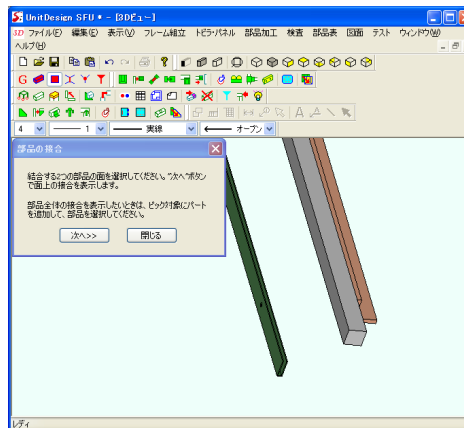 UnitDesign SFU * - [3Dビュー]
3D ファイル(F) 編集(E) 表示(V) フレーム組立 トビラ・パネル 部品加工 検査 部品表 図面 テスト ウィンドウ(W)
ヘルプ(H)
4 1 実線 オープン
部品の接合
結合する2つの部品の面を選択してください。"次へ"ボタン
で面上の接合を表示します。
部品全体の接合を表示したいときは、ピック対象にパート
を追加して、部品を選択してください。
次へ>> 閉じる
レディ